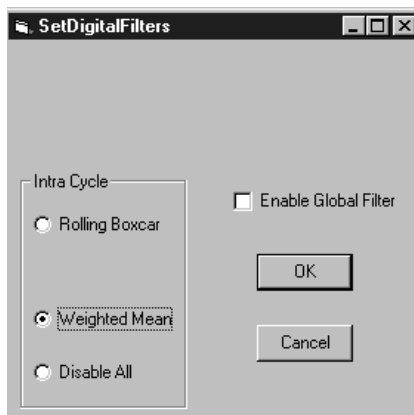 SetDigitalFilters
Intra Cycle
Rolling Boxcar
Enable Global Filter
OK
Weighted Mean
Cancel
Disable All